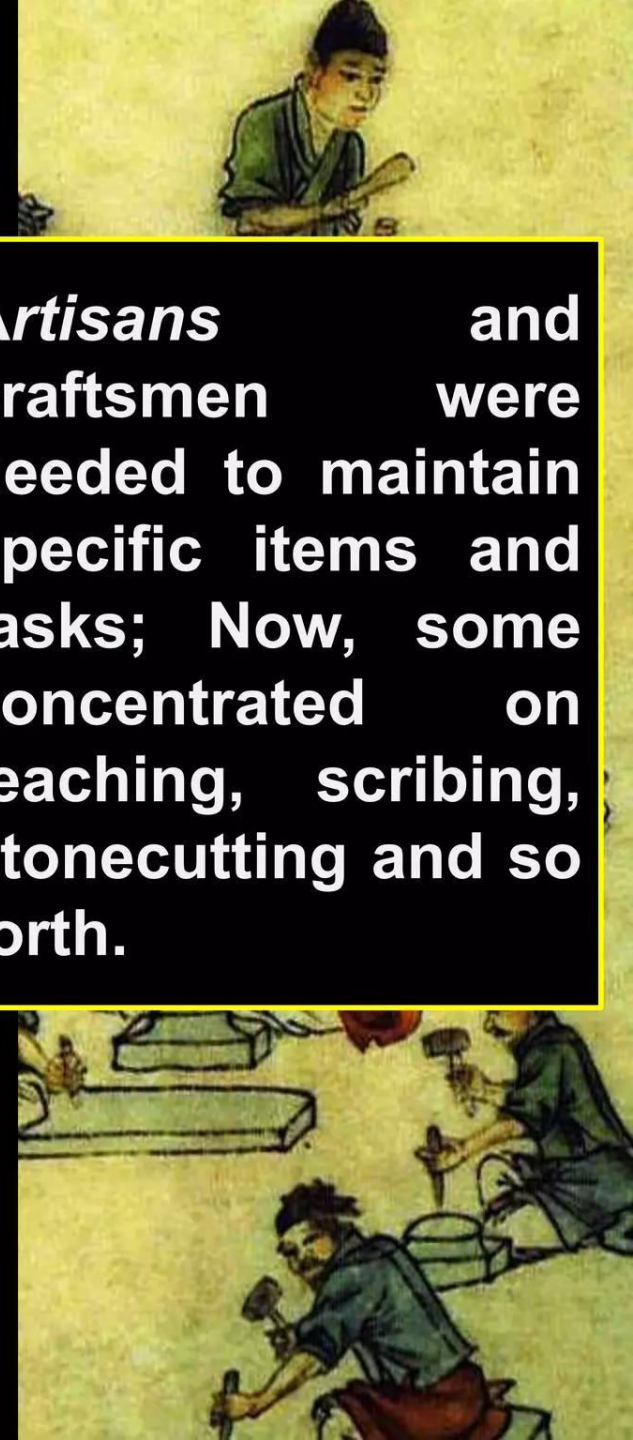 Artisans and
raftsmen were
eeded to maintain
pecific items and
asks; Now, some
oncentrated on
eaching, scribing,
tonecutting and so
orth.